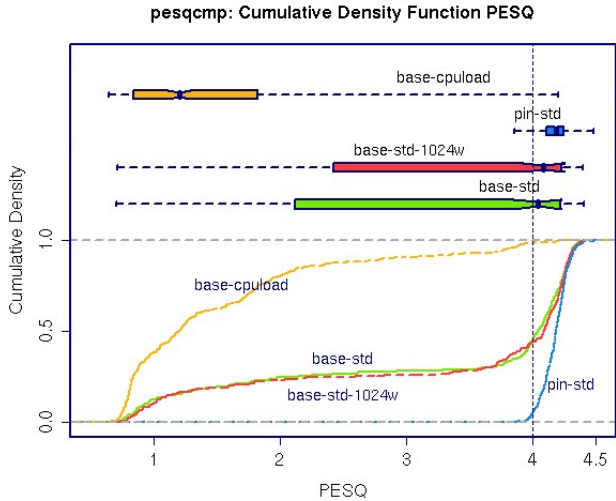 pesqcmp: Cumulative Density Function PESQ
base-cpuload
pin-std
base-std-1024w
base-std
Cumulative Density
1.0
base-cpuload
0.5
base-std
base-std-1024w
pin-std
0.0
1 2 3 4 4.5
PESQ